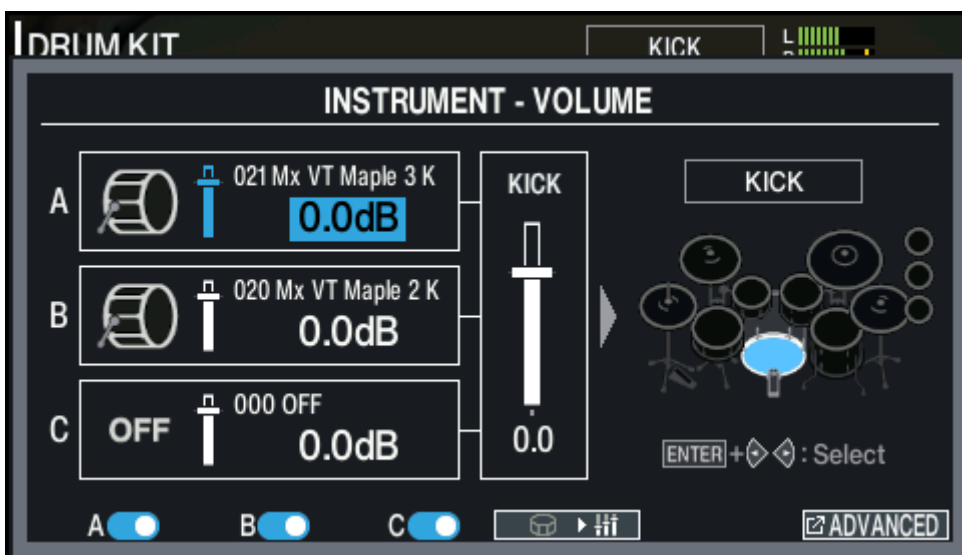 DRUM KIT
KICK
L
R
INSTRUMENT - VOLUME
A
021 Mx VT Maple 3 K
0.0dB
B
020 Mx VT Maple 2 K
0.0dB
C
OFF
000 OFF
0.0dB
KICK
0.0
KICK
ENTER + : Select
A
B
C
ADVANCED